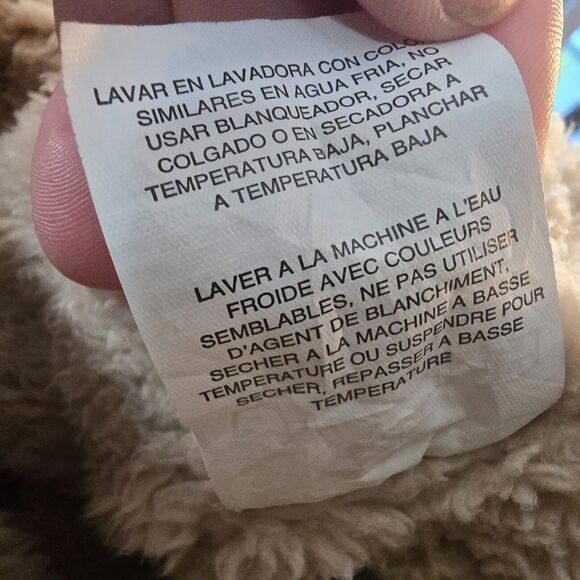 LAVAR EN LAVADORA CON
SIMILARES EN AGUA FRIA, NO
USAR BLANQUEADOR, SECAR
COLGADO O EN SECADORA A
TEMPERATURA BAJA, PLANCHAR
A TEMPERATURA BAJA
LAVER A LA MACHINE A L'EAU
FROIDE AVEC COULEURS
SEMBLABLES, NE PAS UTILISER
D'AGENT DE BLANCHIMENT,
SECHER A LA MACHINE A BASSE
TEMPERATURE OU SUSPENDRE POUR
SECHER, REPASSER A BASSE
TEMPERATURE